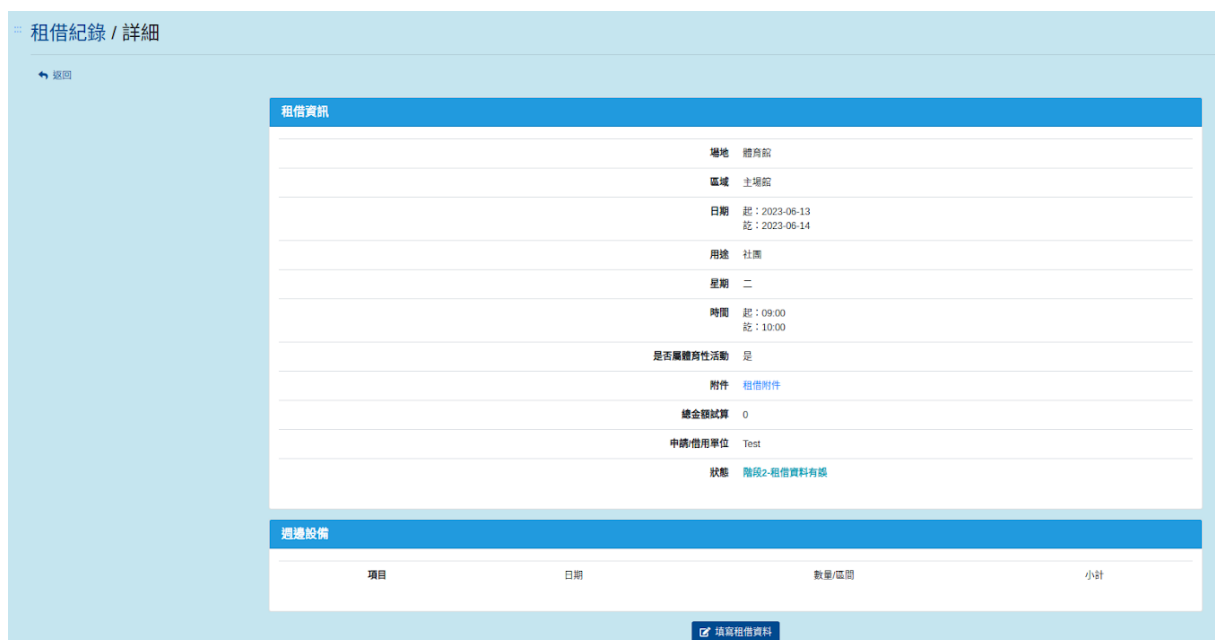 租借紀錄 / 詳細
返回
租借資訊
場地 體育館
區域 主場館
日期 起：2023-06-13
訖：2023-06-14
用途 社團
星期 二
時間 起：09:00
訖：10:00
是否屬體育性活動 是
附件 租借附件
總金額試算 0
申請/借用單位 Test
狀態 階段2-租借資料有誤
週邊設備
項目 日期 數量/區間 小計
填寫租借資料